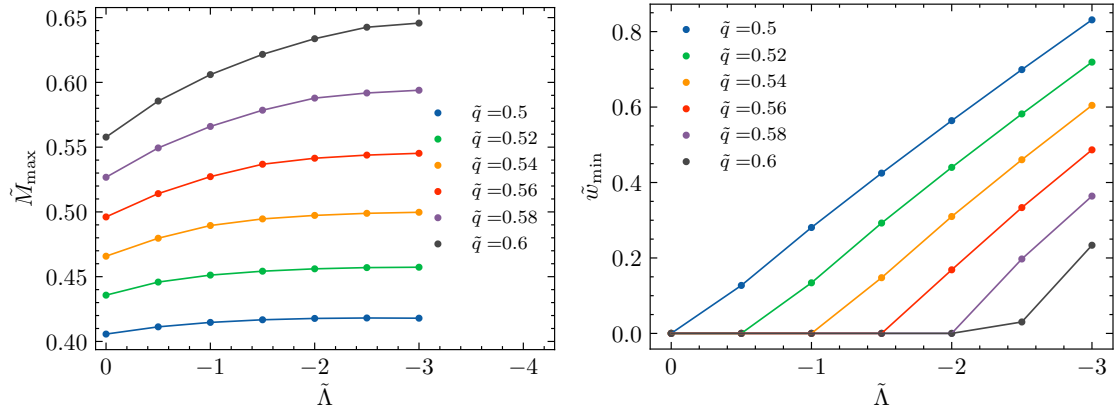 0.65
0.60
0.55
0.50
0.45
0.40
M̃max
0
−1
−2
−3
−4
Λ̃
q̃ =0.5
q̃ =0.52
q̃ =0.54
q̃ =0.56
q̃ =0.58
q̃ =0.6
0.8
0.6
0.4
0.2
0.0
w̃min
0
−1
−2
−3
Λ̃
q̃ =0.5
q̃ =0.52
q̃ =0.54
q̃ =0.56
q̃ =0.58
q̃ =0.6